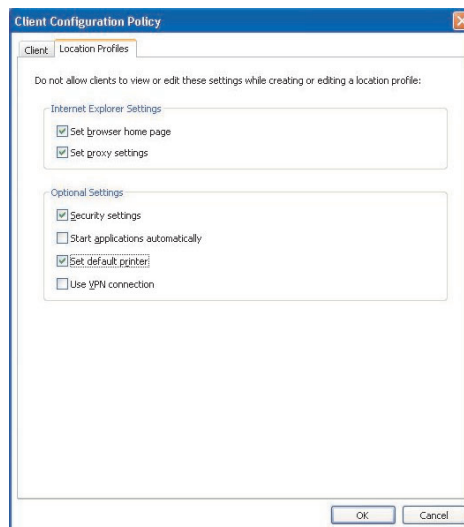 Client Configuration Policy
Client
Location Profiles
Do not allow clients to view or edit these settings while creating or editing a location profile:
Internet Explorer Settings
Set browser home page
Set proxy settings
Optional Settings
Security settings
Start applications automatically
Set default printer
Use VPN connection
OK
Cancel